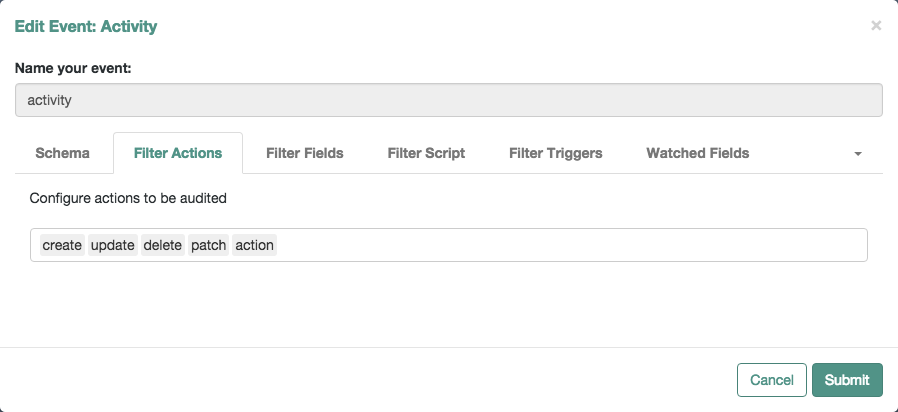 Edit Event: Activity ×
Name your event:
activity
Schema Filter Actions Filter Fields Filter Script Filter Triggers Watched Fields
Configure actions to be audited
create update delete patch action
Cancel Submit